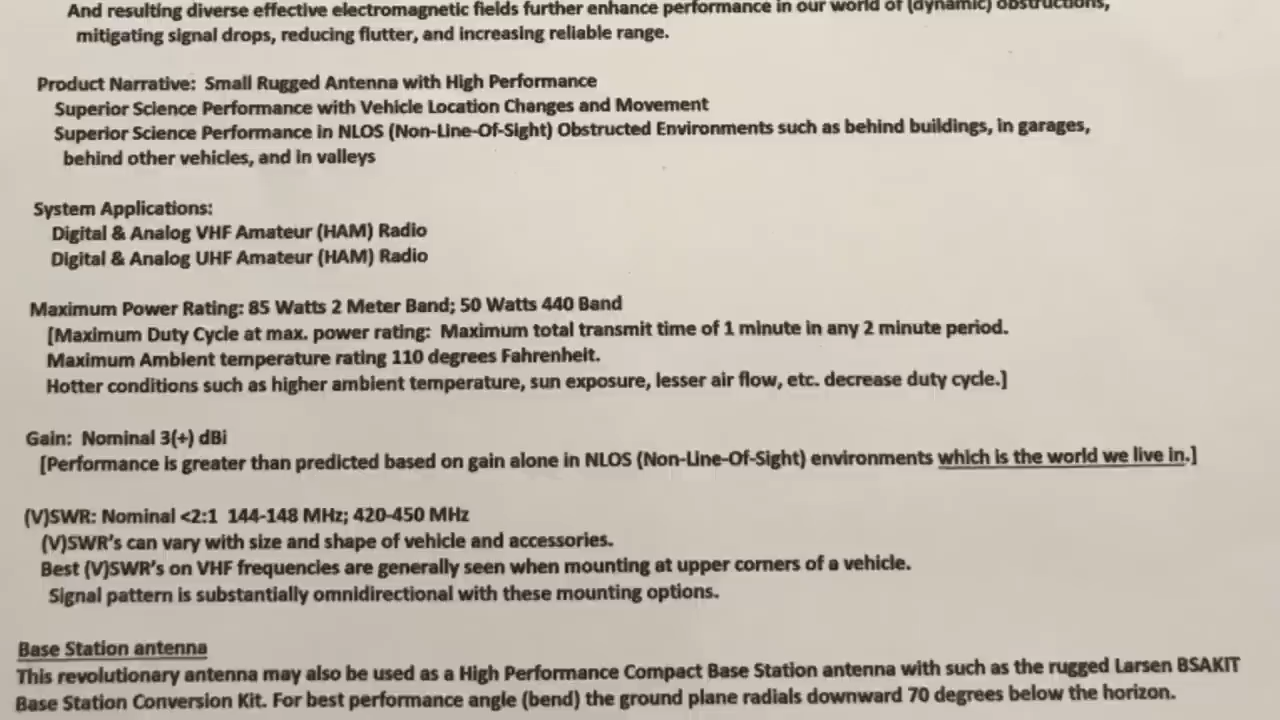 And resulting diverse effective electromagnetic fields further enhance performance in our world of (dynamic) obstructions,
mitigating signal drops, reducing flutter, and increasing reliable range.
Product Narrative: Small Rugged Antenna with High Performance
Superior Science Performance with Vehicle Location Changes and Movement
Superior Science Performance in NLOS (Non-Line-Of-Sight) Obstructed Environments such as behind buildings, in garages,
behind other vehicles, and in valleys
System Applications:
Digital & Analog VHF Amateur (HAM) Radio
Digital & Analog UHF Amateur (HAM) Radio
Maximum Power Rating: 85 Watts 2 Meter Band; 50 Watts 440 Band
[Maximum Duty Cycle at max. power rating: Maximum total transmit time of 1 minute in any 2 minute period.
Maximum Ambient temperature rating 110 degrees Fahrenheit.
Hotter conditions such as higher ambient temperature, sun exposure, lesser air flow, etc. decrease duty cycle.]
Gain: Nominal 3(+) dBi
[Performance is greater than predicted based on gain alone in NLOS (Non-Line-Of-Sight) environments which is the world we live in.]
(V)SWR: Nominal <2:1 144-148 MHz; 420-450 MHz
(V)SWR's can vary with size and shape of vehicle and accessories.
Best (V)SWR's on VHF frequencies are generally seen when mounting at upper corners of a vehicle.
Signal pattern is substantially omnidirectional with these mounting options.
Base Station antenna
This revolutionary antenna may also be used as a High Performance Compact Base Station antenna with such as the rugged Larsen BSAKIT
Base Station Conversion Kit. For best performance angle (bend) the ground plane radials downward 70 degrees below the horizon.